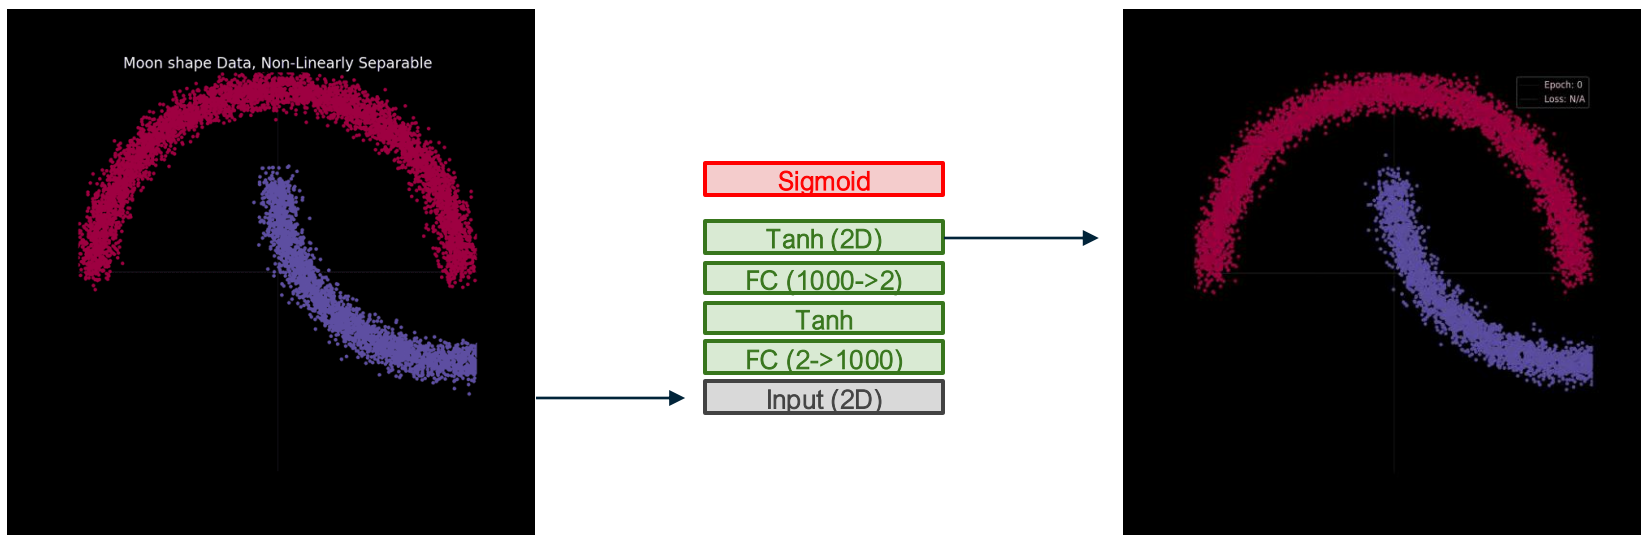 Moon shape Data, Non-Linearly Separable
Sigmoid
Tanh (2D)
FC (1000->2)
Tanh
FC (2->1000)
Input (2D)
Epoch: 0
Loss: N/A